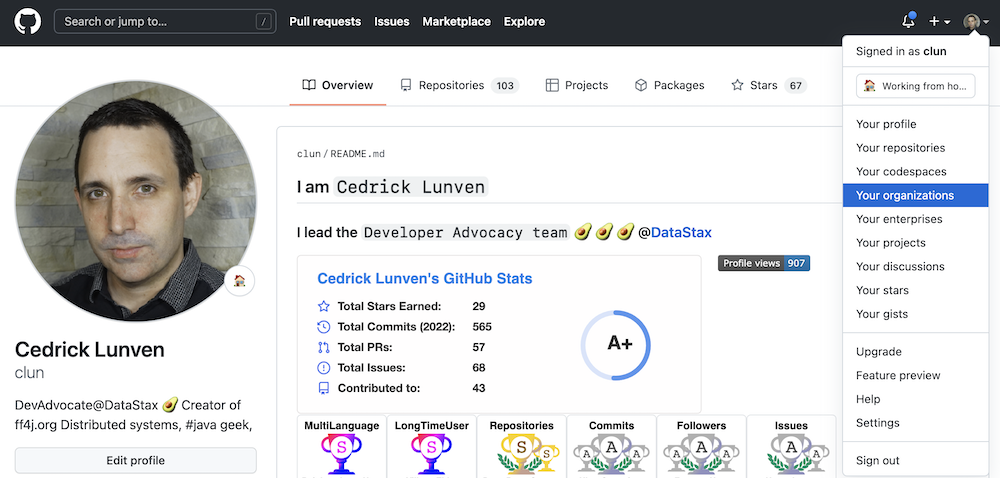 Search or jump to... /
Pull requests Issues Marketplace Explore
Signed in as clun
Working from ho...
Your profile
Your repositories
Your codespaces
Your organizations
Your enterprises
Your projects
Your discussions
Your stars
Your gists
Upgrade
Feature preview
Help
Settings
Sign out
Overview Repositories 103 Projects Packages Stars 67
clun/README.md
I am Cedrick Lunven
I lead the Developer Advocacy team 🥑 🥑 🥑 @DataStax
Profile views 907
Cedrick Lunven's GitHub Stats
Total Stars Earned: 29
Total Commits (2022): 565
Total PRs: 57
Total Issues: 68
Contributed to: 43
A+
MultiLanguage LongTimeUser Repositories Commits Followers Issues
S S S A A A A A A A A
Cedrick Lunven
clun
DevAdvocate@DataStax 🥑 Creator of
ff4j.org Distributed systems, #java geek,
Edit profile